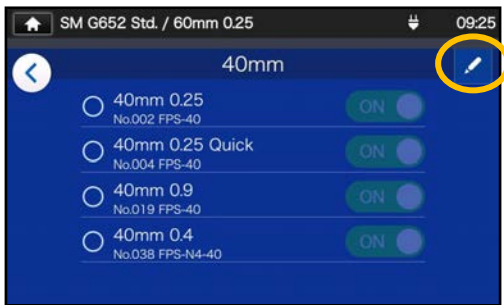 SM G652 Std. / 60mm 0.25 09:25
40mm
40mm 0.25 ON
No.002 FPS-40
40mm 0.25 Quick ON
No.004 FPS-40
40mm 0.9 ON
No.019 FPS-40
40mm 0.4 ON
No.038 FPS-N4-40